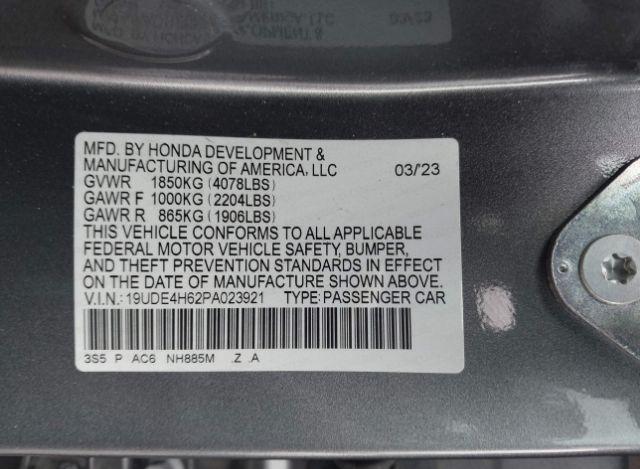 MFD. BY HONDA DEVELOPMENT &
MANUFACTURING OF AMERICA, LLC 03/23
GVWR 1850KG (4078LBS)
GAWR F 1000KG (2204LBS)
GAWR R 865KG (1906LBS)
THIS VEHICLE CONFORMS TO ALL APPLICABLE
FEDERAL MOTOR VEHICLE SAFETY, BUMPER,
AND THEFT PREVENTION STANDARDS IN EFFECT
ON THE DATE OF MANUFACTURE SHOWN ABOVE.
V.I.N.: 19UDE4H62PA023921 TYPE: PASSENGER CAR
3S5 P AC6 NH885M .Z .A